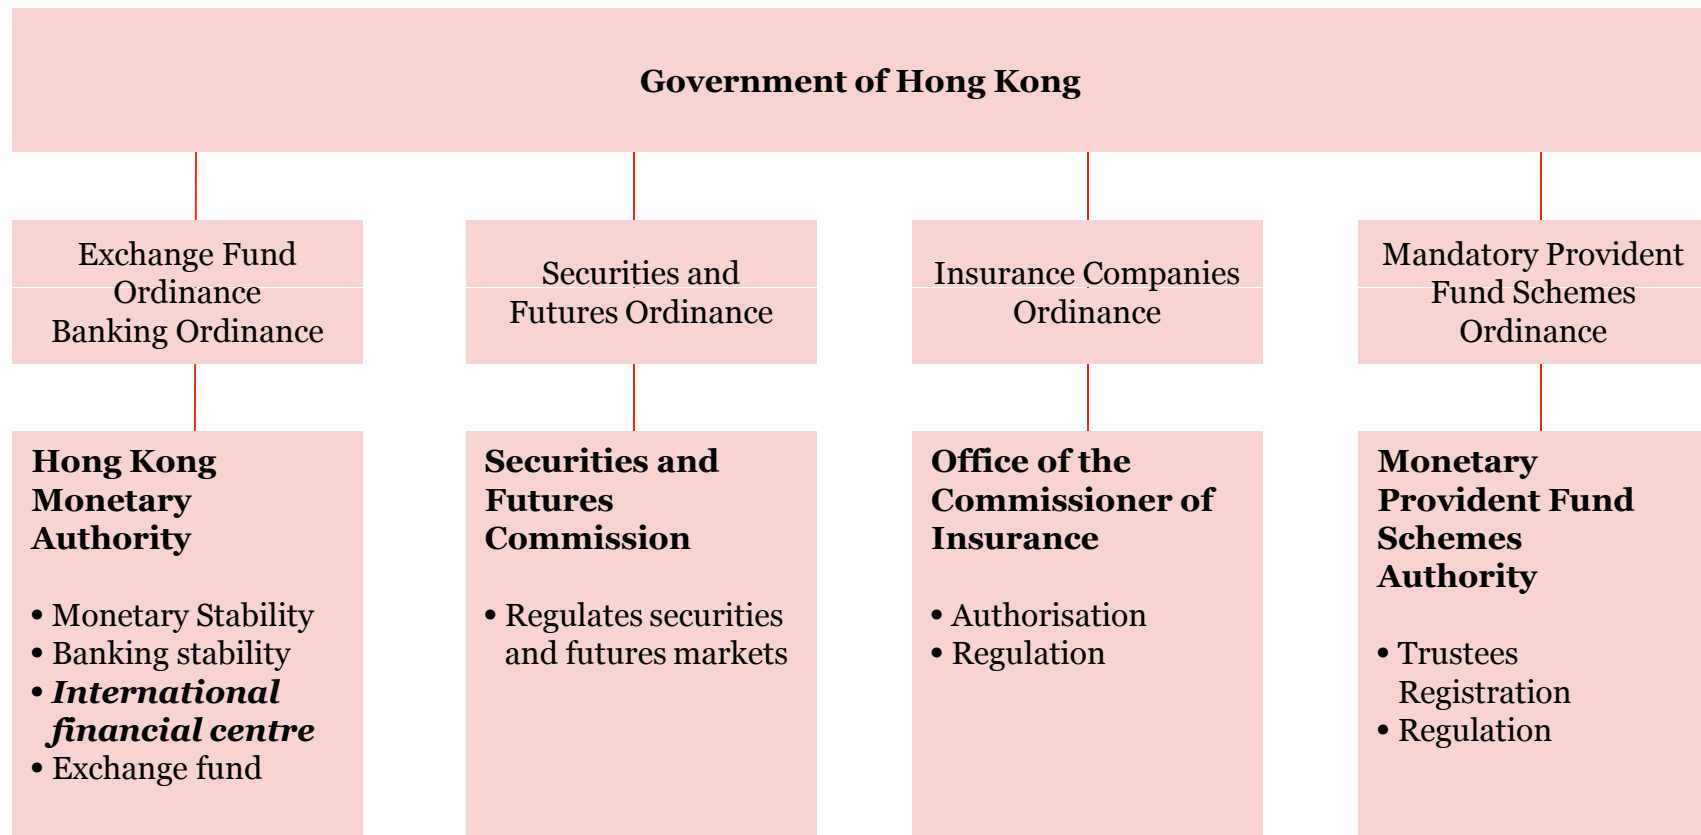 Government of Hong Kong
Exchange Fund
Ordinance
Banking Ordinance
Securities and
Futures Ordinance
Insurance Companies
Ordinance
Mandatory Provident
Fund Schemes
Ordinance
Hong Kong
Monetary
Authority
• Monetary Stability
• Banking stability
• International
financial centre
• Exchange fund
Securities and
Futures
Commission
• Regulates securities
and futures markets
Office of the
Commissioner of
Insurance
• Authorisation
• Regulation
Monetary
Provident Fund
Schemes
Authority
• Trustees
Registration
• Regulation